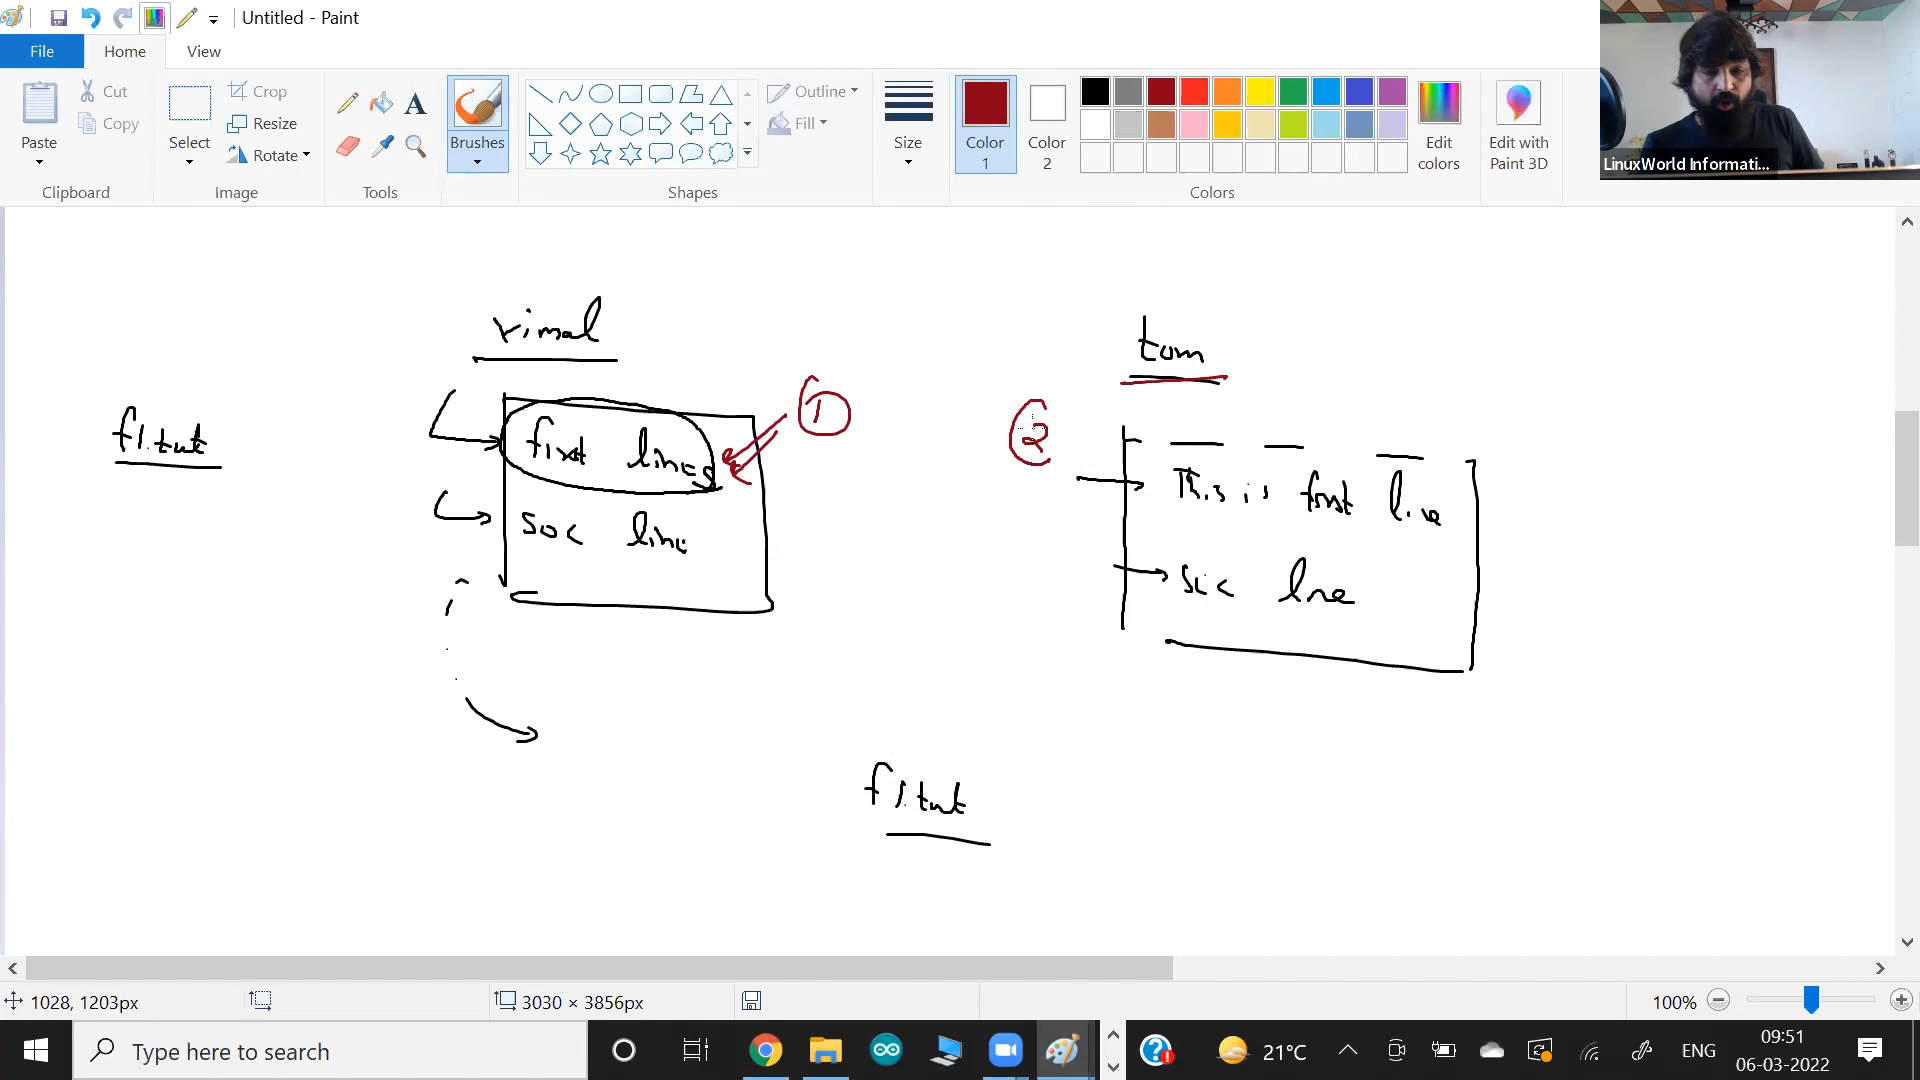 Untitled - Paint
File
Home
View
Paste
Cut
Copy
Clipboard
Select
Crop
Resize
Rotate
Image
A
Tools
Brushes
Outline
Fill
Shapes
Size
Color 1
Color 2
Edit colors
Colors
Edit with Paint 3D
LinuxWorld Informati...
vimal
f1.txt
first lines
1
sec line
tom
2
This is first line
sec line
f1.txt
1028, 1203px
3030 × 3856px
100%
Type here to search
21°C
ENG
09:51
06-03-2022